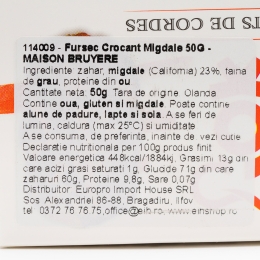 TS DE CORDES
114009 - Fursec Crocant Migdale 50G -
MAISON BRUYERE
Ingrediente: zahar, migdale (California) 23%, faina
de grau, proteine din ou
Cantitate neta: 50g Tara de origine: Olanda
Contine oua, gluten si migdale. Poate contine
alune de padure, lapte si soia. A se feri de
lumina, caldura (max 25°C) si umiditate
A se consuma, de preferinta, inainte de: vezi cutie
Declaratie nutritionala per 100g produs finit
Valoare energetica 448kcal/1884kj, Grasimi 13g din
care acizi grasi saturati 1g, Glucide 71g din care
zaharuri 60g, Proteine 9,8g, Sare 0,07g
Distribuitor: Europro Import House SRL
Sos. Alexandriei 86-88, Bragadiru, Ilfov
tel: 0372 76 76 75,office@eih.ro, www.einshop.ro